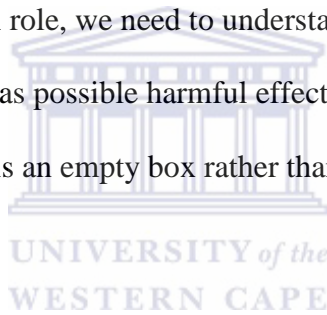 role, we need to understa
as possible harmful effect
s an empty box rather than
UNIVERSITY of the
WESTERN CAPE